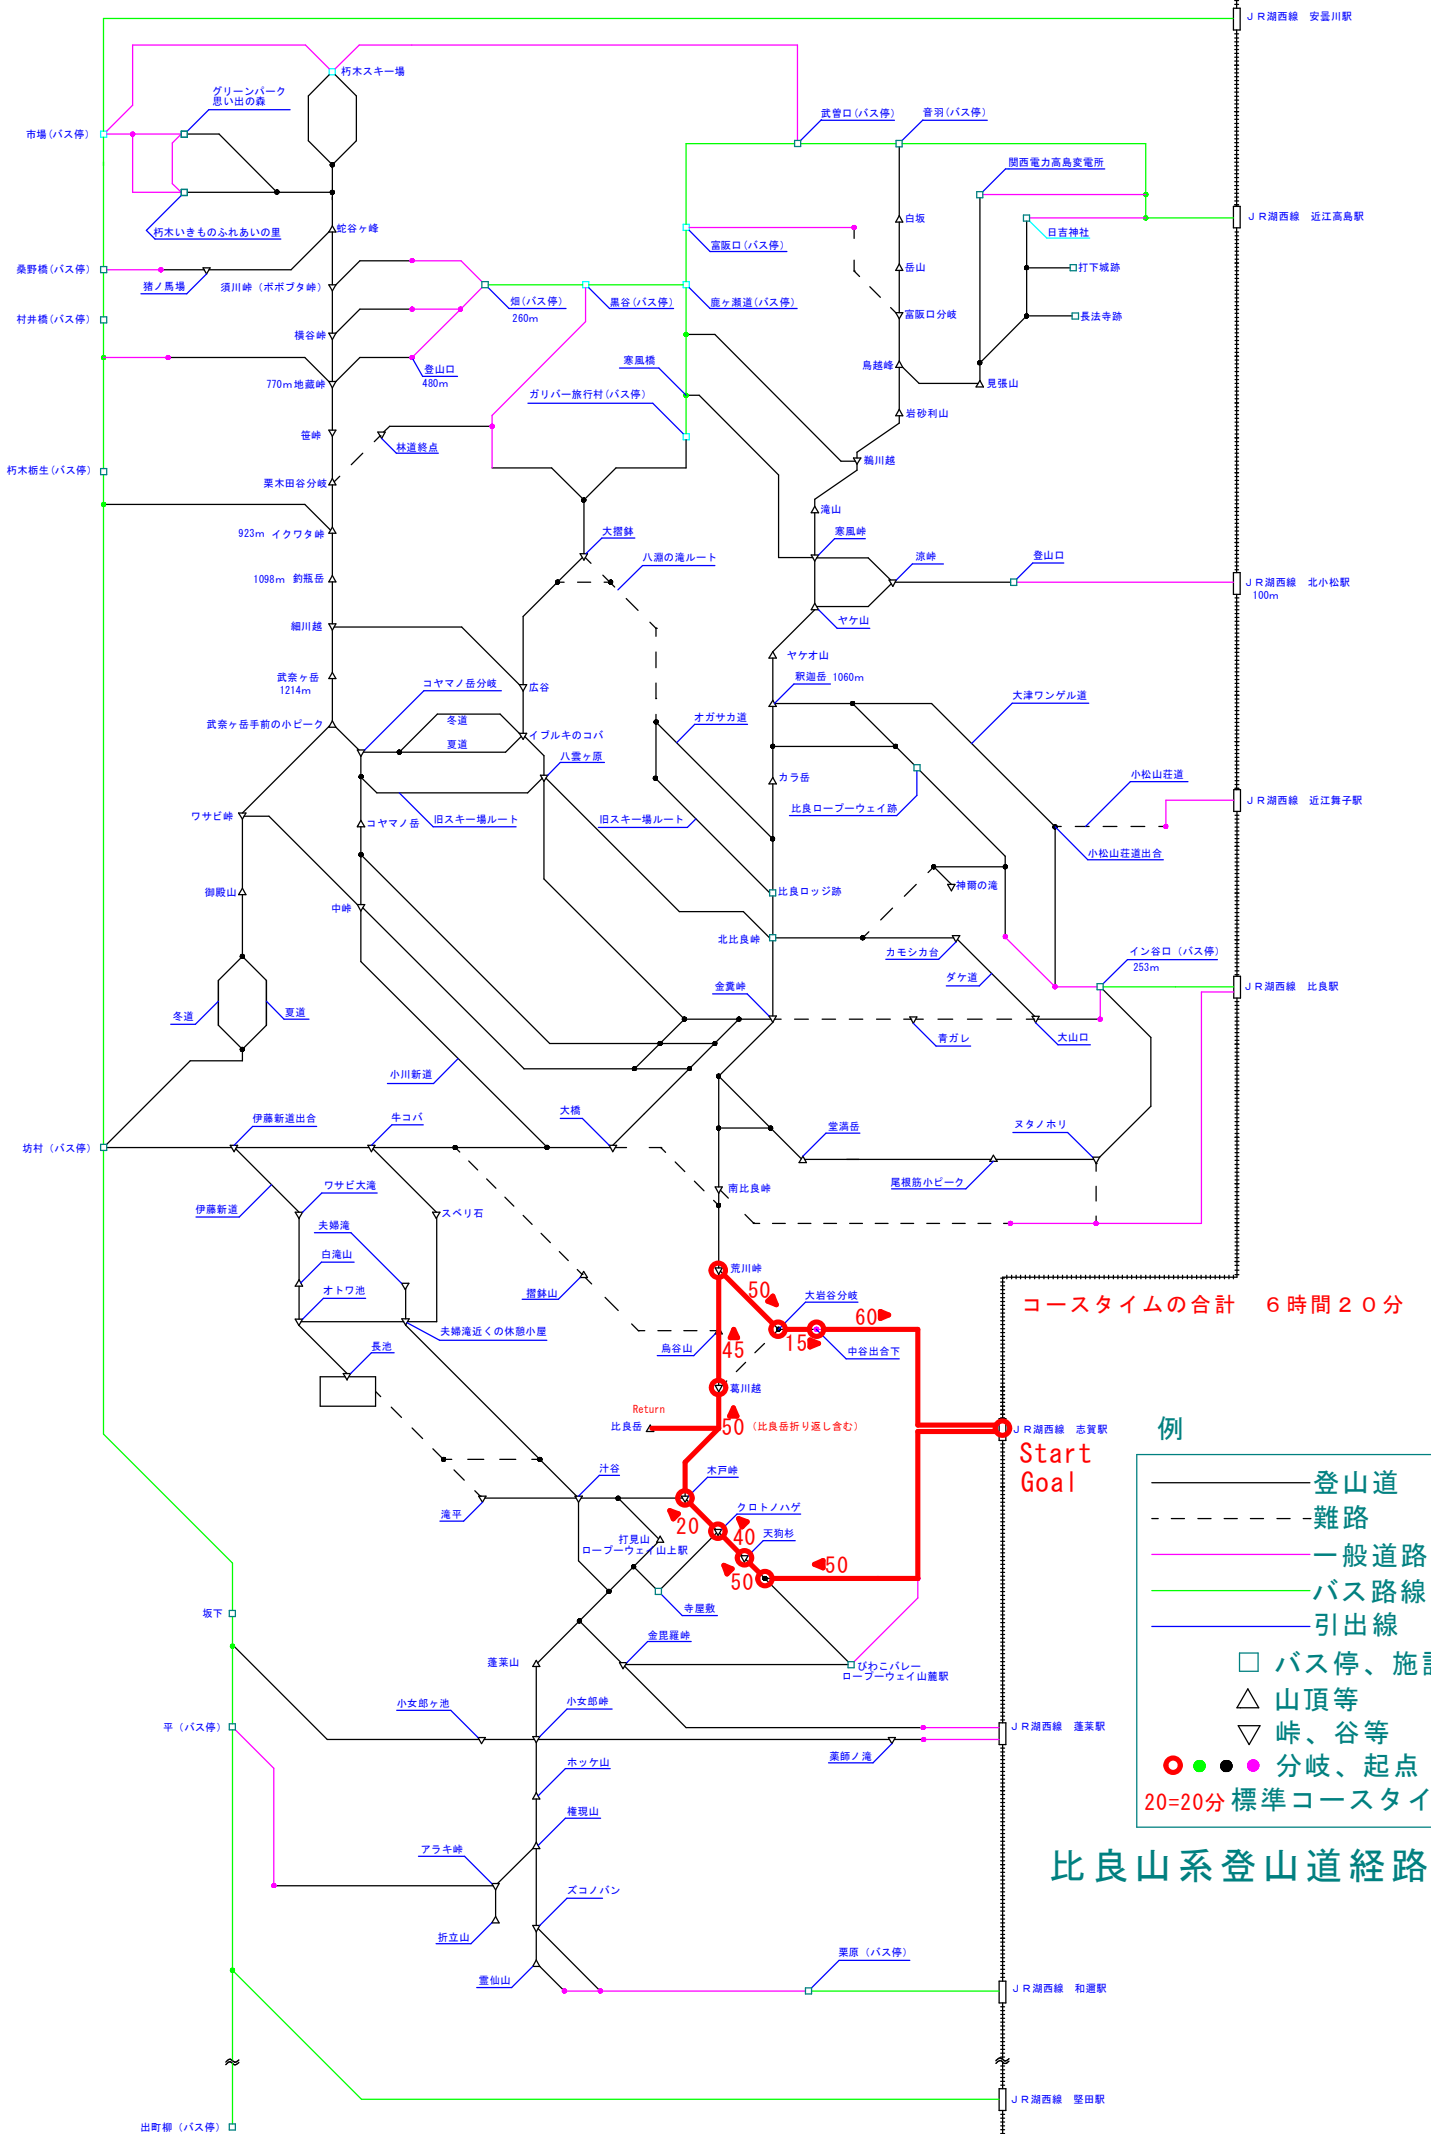 ＪＲ湖西線　安曇川駅
朽木スキー場
グリーンパーク
思い出の森
市場(バス停)
武曽口(バス停)
音羽(バス停)
関西電力高島変電所
ＪＲ湖西線　近江高島駅
白坂
日吉神社
朽木いきものふれあいの里
蛇谷ヶ峰
富阪口(バス停)
桑野橋(バス停)
猪ノ馬場
須川峠（ボボブタ峠）
岳山
打下城跡
畑(バス停)
260m
黒谷(バス停)
鹿ヶ瀬道(バス停)
村井橋(バス停)
横谷峠
富阪口分岐
長法寺跡
登山口
480m
寒風橋
鳥越峰
770m 地蔵峠
見張山
ガリバー旅行村(バス停)
岩砂利山
笹峠
林道終点
鵜川越
朽木栃生(バス停)
栗木田谷分岐
滝山
923m イクワタ峠
大摺鉢
寒風峠
八淵の滝ルート
涼峠
登山口
1098m 釣瓶岳
ＪＲ湖西線　北小松駅
100m
細川越
ヤケ山
ヤケオ山
武奈ヶ岳
1214m
コヤマノ岳分岐
広谷
釈迦岳 1060m
大津ワンゲル道
武奈ヶ岳手前の小ピーク
冬道
オガサカ道
イブルキのコバ
夏道
八雲ヶ原
カラ岳
小松山荘道
ワサビ峠
コヤマノ岳
旧スキー場ルート
旧スキー場ルート
比良ロープーウェイ跡
ＪＲ湖西線　近江舞子駅
小松山荘道出合
御殿山
中峠
比良ロッジ跡
神爾の滝
北比良峠
カモシカ台
イン谷口（バス停）
253m
ダケ道
金糞峠
ＪＲ湖西線　比良駅
冬道
夏道
青ガレ
大山口
小川新道
坊村（バス停）
伊藤新道出合
牛コバ
大橋
堂満岳
ヌタノホリ
尾根筋小ピーク
ワサビ大滝
南比良峠
伊藤新道
スベリ石
夫婦滝
白滝山
荒川峠
オトワ池
摺鉢山
50
大岩谷分岐
コースタイムの合計　６時間２０分
60
夫婦滝近くの休憩小屋
烏谷山
45
15
中谷出合下
長池
葛川越
Return
比良岳
50（比良岳折り返し含む）
ＪＲ湖西線　志賀駅
Start
Goal
例
汁谷
木戸峠
登山道
滝平
クロトノハゲ
難路
20
40
天狗杉
打見山
ロープーウェイ山上駅
一般道路
50
50
バス路線
坂下
寺屋敷
引出線
金毘羅峠
蓬莱山
びわこバレー
ロープーウェイ山麓駅
バス停、施設
山頂等
小女郎ヶ池
小女郎峠
平（バス停）
ＪＲ湖西線　蓬莱駅
峠、谷等
薬師ノ滝
ホッケ山
分岐、起点
20=20分 標準コースタイ
権現山
アラキ峠
比良山系登山道経路
ズコノバン
折立山
霊仙山
栗原（バス停）
ＪＲ湖西線　和邇駅
ＪＲ湖西線　堅田駅
出町柳（バス停）